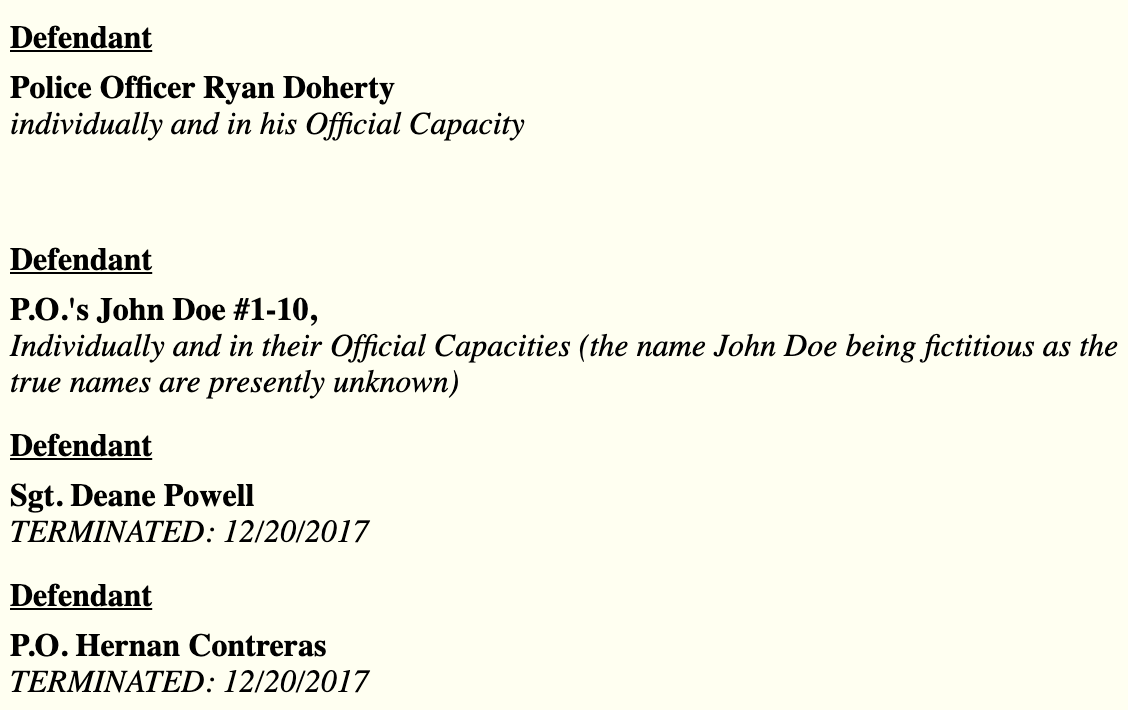 Defendant
Police Officer Ryan Doherty
individually and in his Official Capacity
Defendant
P.O.'s John Doe #1-10,
Individually and in their Official Capacities (the name John Doe being fictitious as the
true names are presently unknown)
Defendant
Sgt. Deane Powell
TERMINATED: 12/20/2017
Defendant
P.O. Hernan Contreras
TERMINATED: 12/20/2017